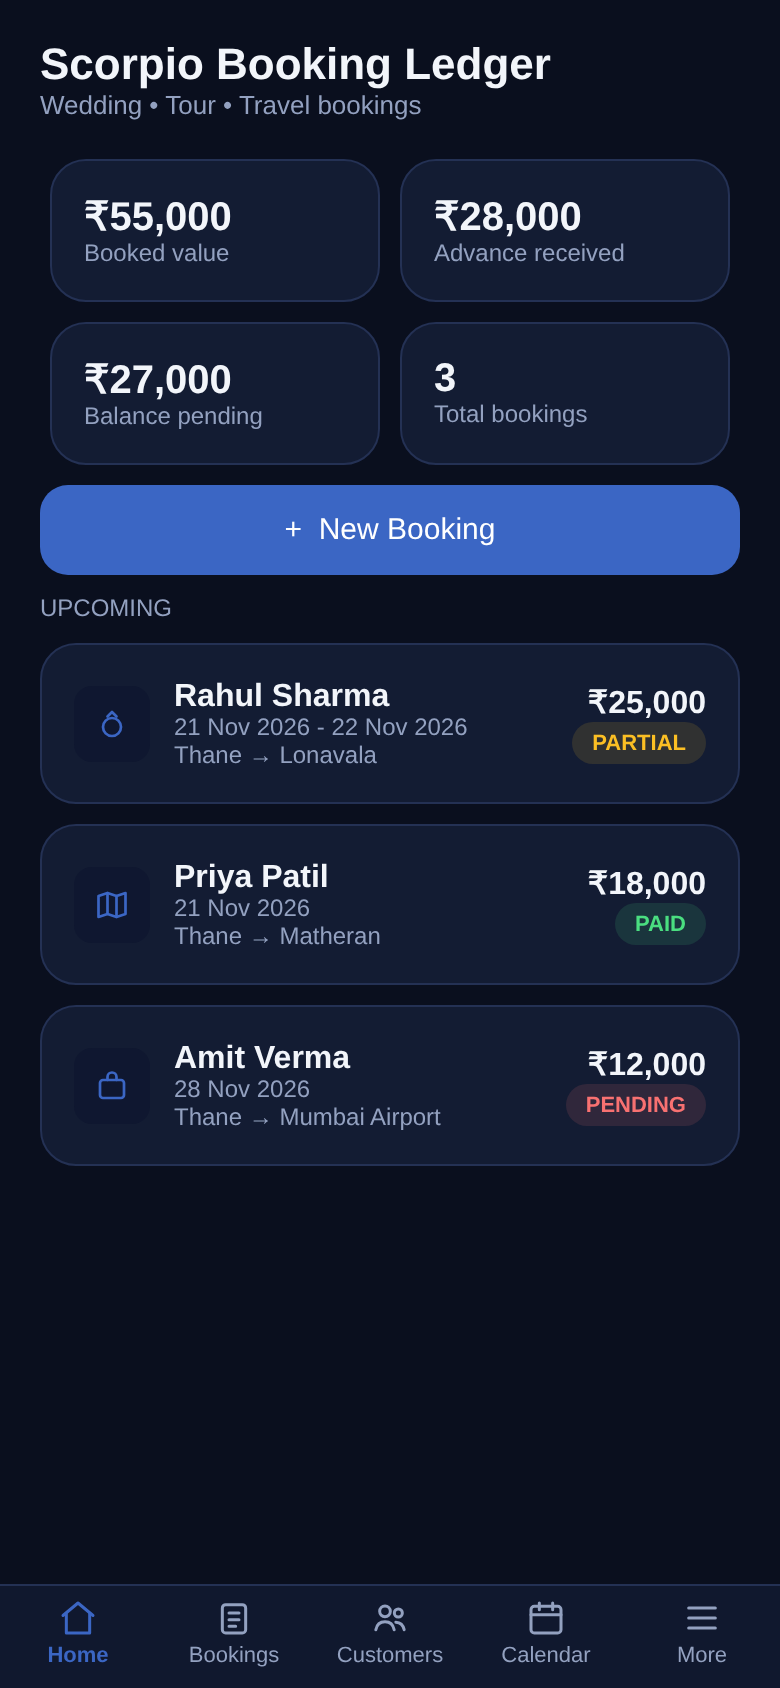 Scorpio Booking Ledger
Wedding • Tour • Travel bookings
₹55,000
Booked value
₹28,000
Advance received
₹27,000
Balance pending
3
Total bookings
+ New Booking
UPCOMING
Rahul Sharma
21 Nov 2026 - 22 Nov 2026
Thane → Lonavala
₹25,000
PARTIAL
Priya Patil
21 Nov 2026
Thane → Matheran
₹18,000
PAID
Amit Verma
28 Nov 2026
Thane → Mumbai Airport
₹12,000
PENDING
Home
Bookings
Customers
Calendar
More